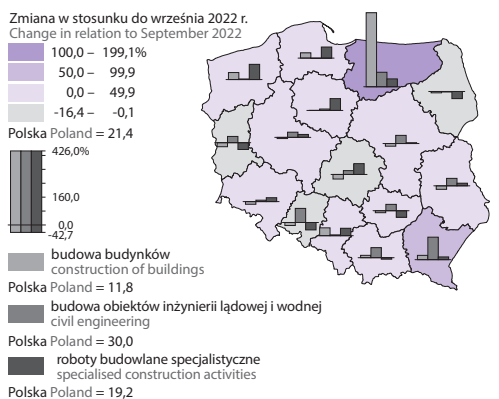 Zmiana w stosunku do września 2022 r.
Change in relation to September 2022
100,0 – 199,1%
50,0 – 99,9
0,0 – 49,9
-16,4 – -0,1
Polska Poland = 21,4
426,0%
160,0
0,0
-42,7
budowa budynków
construction of buildings
Polska Poland = 11,8
budowa obiektów inżynierii lądowej i wodnej
civil engineering
Polska Poland = 30,0
roboty budowlane specjalistyczne
specialised construction activities
Polska Poland = 19,2